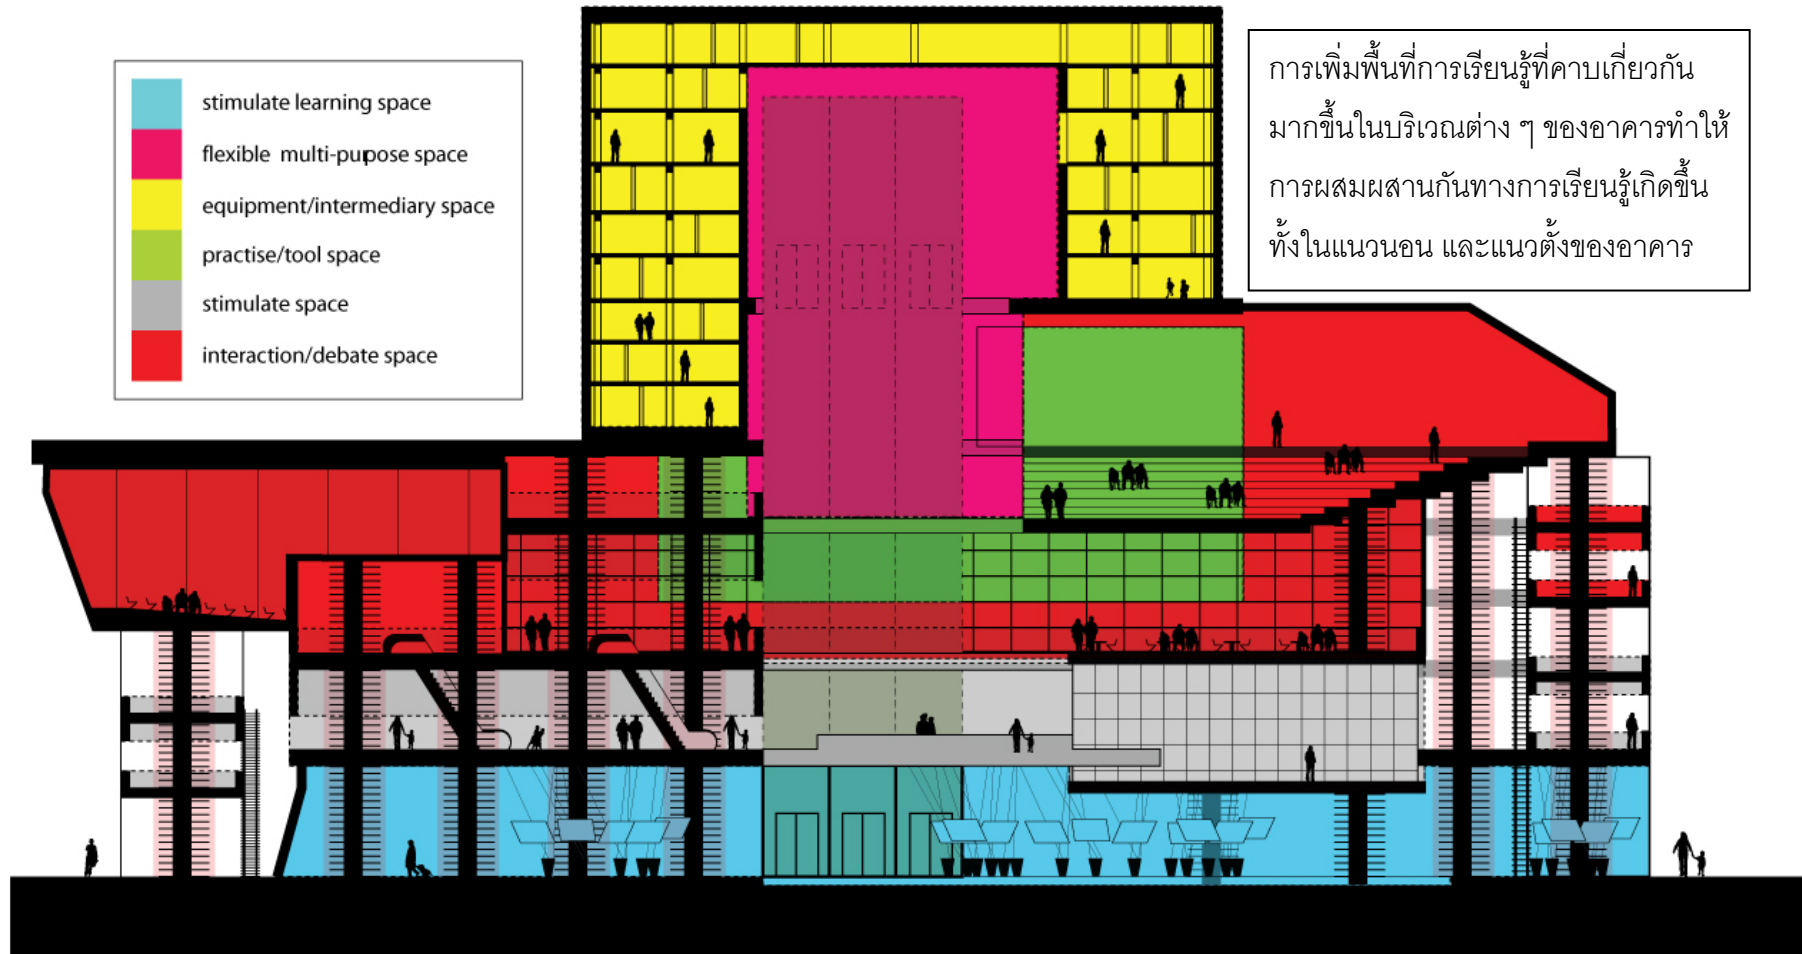 stimulate learning space
flexible multi-purpose space
equipment/intermediary space
practise/tool space
stimulate space
interaction/debate space
การเพิ่มพื้นที่การเรียนรู้ที่คาบเกี่ยวกัน
มากขึ้นในบริเวณต่าง ๆ ของอาคารทำให้
การผสมผสานกันทางการเรียนรู้เกิดขึ้น
ทั้งในแนวนอน และแนวตั้งของอาคาร